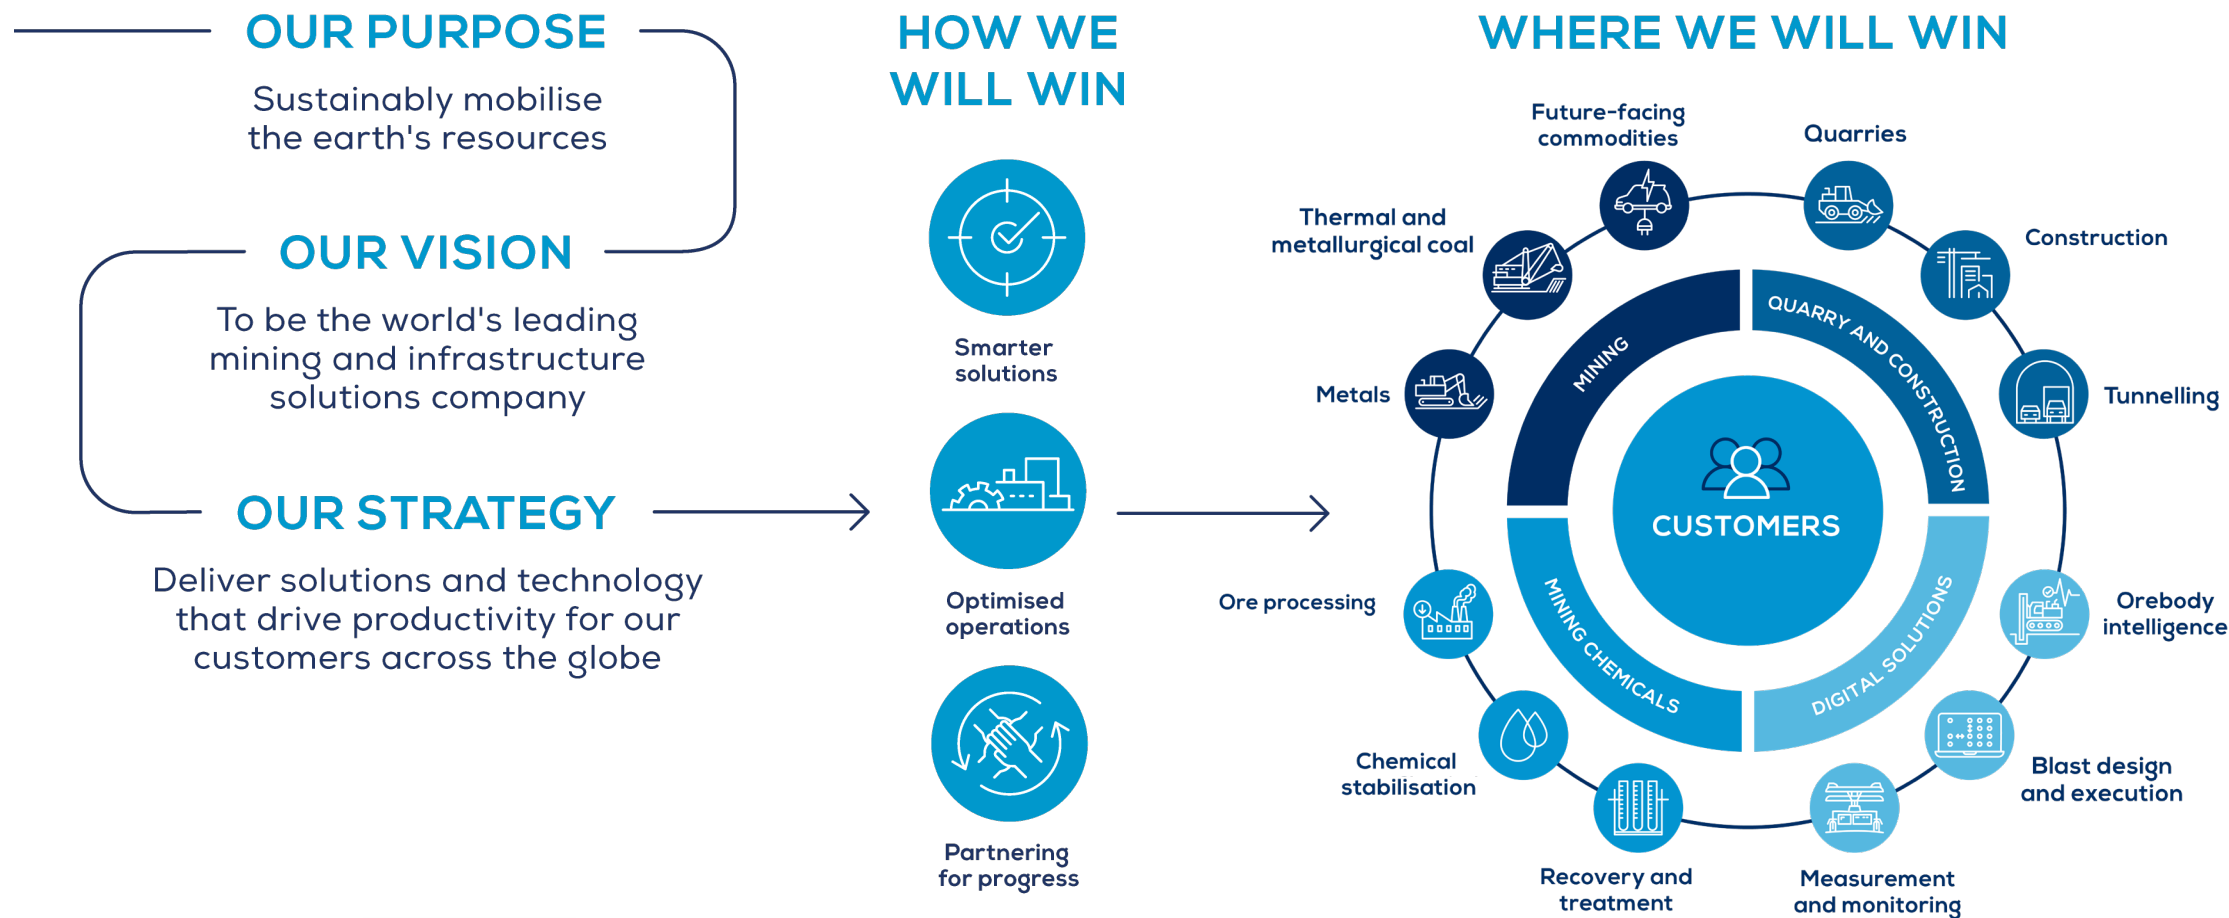 OUR PURPOSE
Sustainably mobilise
the earth's resources
OUR VISION
To be the world's leading
mining and infrastructure
solutions company
OUR STRATEGY
Deliver solutions and technology
that drive productivity for our
customers across the globe
HOW WE
WILL WIN
Smarter
solutions
Optimised
operations
Partnering
for progress
WHERE WE WILL WIN
Future-facing
commodities
Quarries
Thermal and
metallurgical coal
Construction
Metals
Tunnelling
MINING
QUARRY AND CONSTRUCTION
CUSTOMERS
MINING CHEMICALS
DIGITAL SOLUTIONS
Ore processing
Orebody
intelligence
Chemical
stabilisation
Blast design
and execution
Recovery and
treatment
Measurement
and monitoring